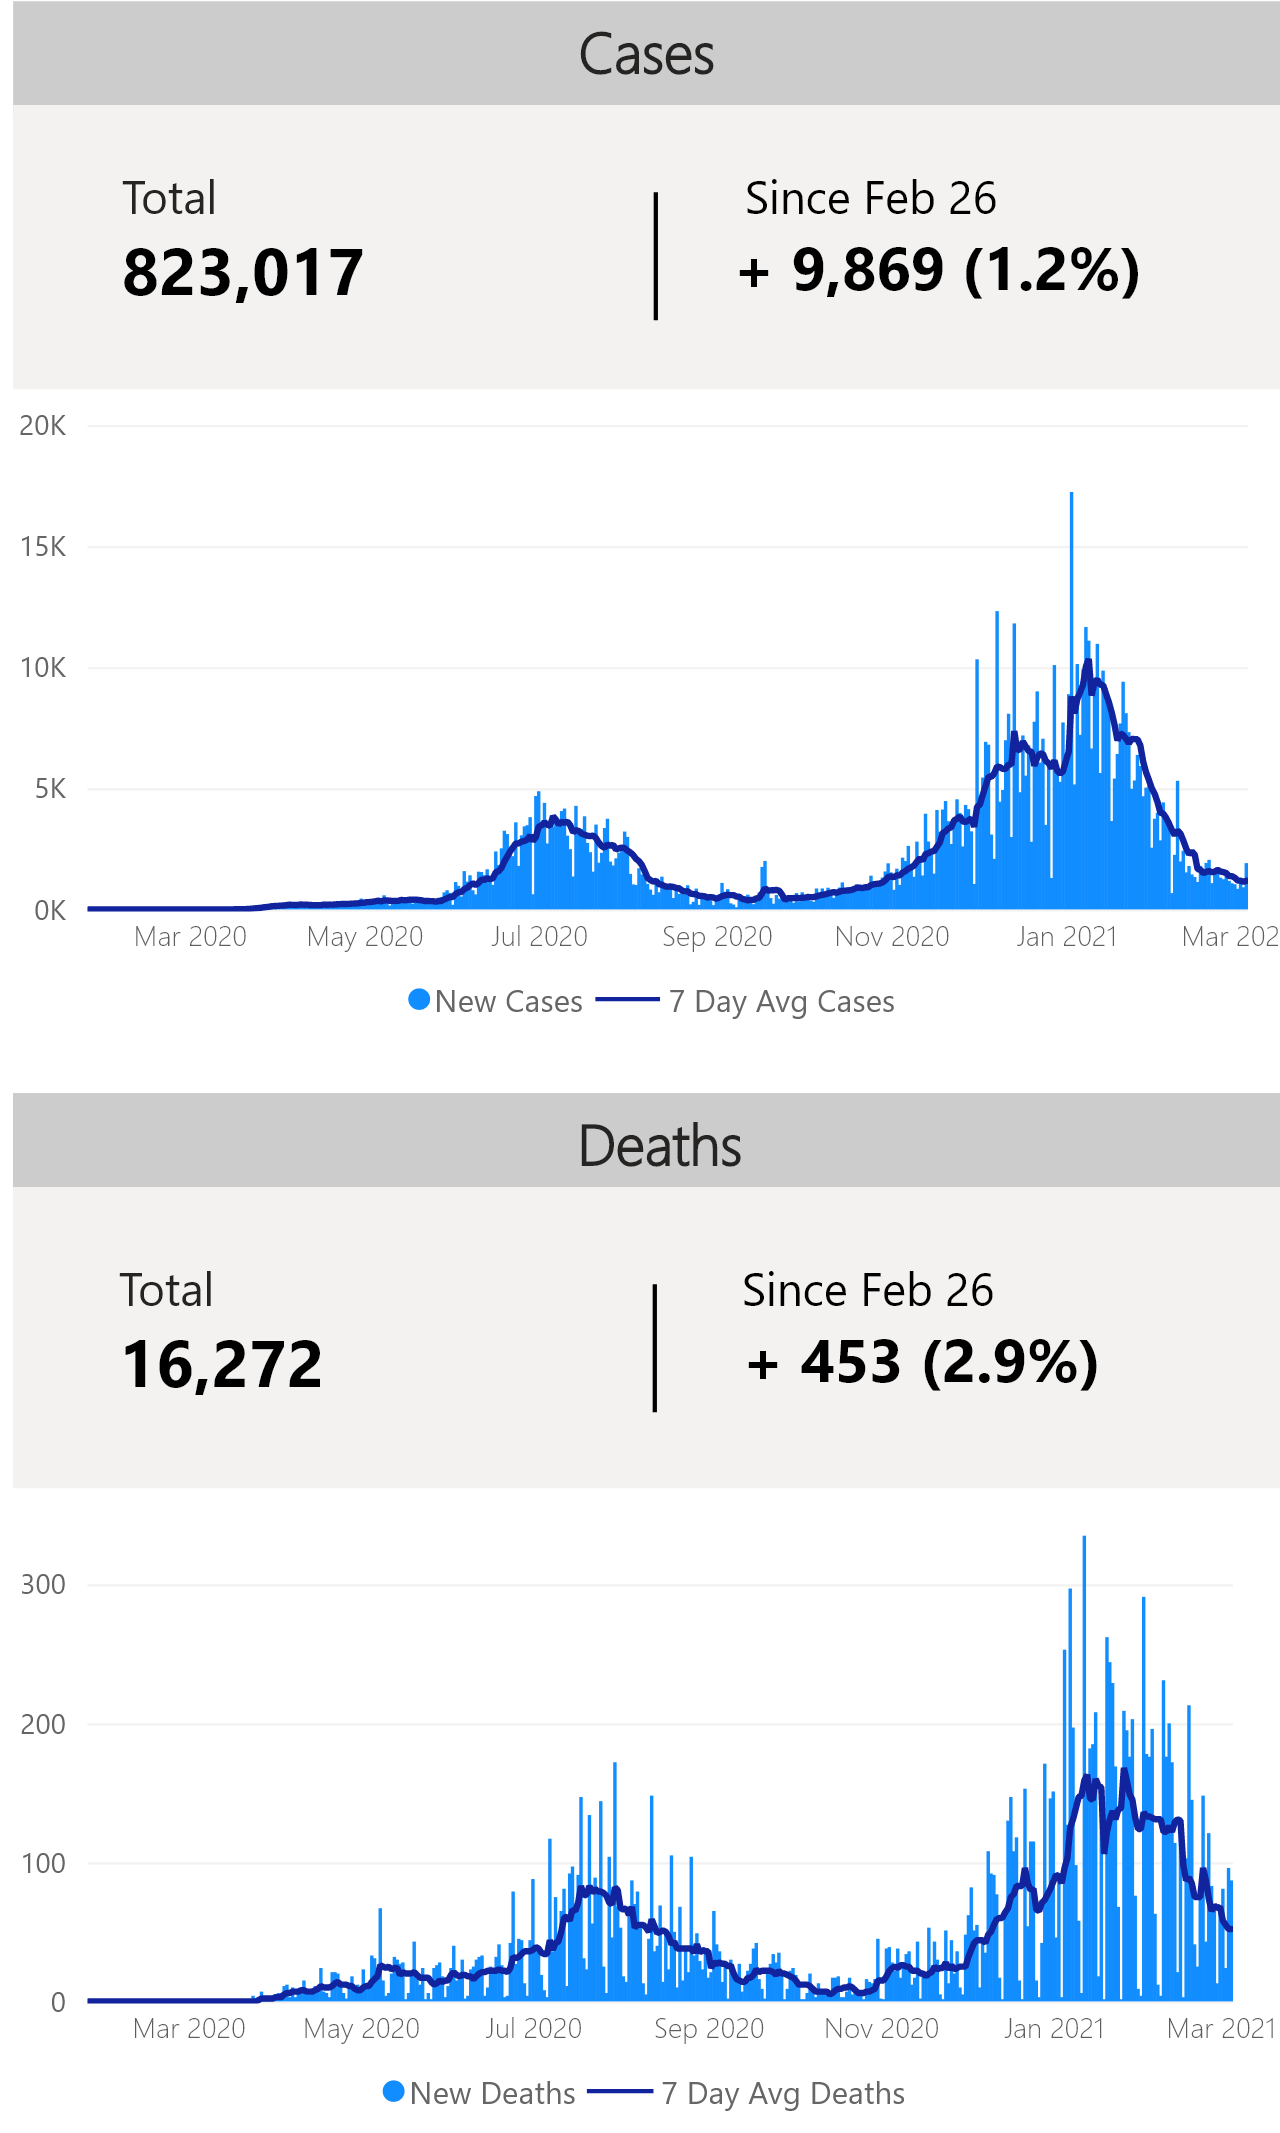 Cases
Total
Since Feb 26
823,017
+ 9,869 (1.2%)
20K
15K
10K
5K
0K
Mar 2020 May 2020 Jul 2020 Sep 2020 Nov 2020 Jan 2021 Mar 202
New Cases 7 Day Avg Cases
Deaths
Total
Since Feb 26
16,272
+ 453 (2.9%)
300
200
100
0
Mar 2020 May 2020 Jul 2020 Sep 2020 Nov 2020 Jan 2021 Mar 2021
New Deaths 7 Day Avg Deaths